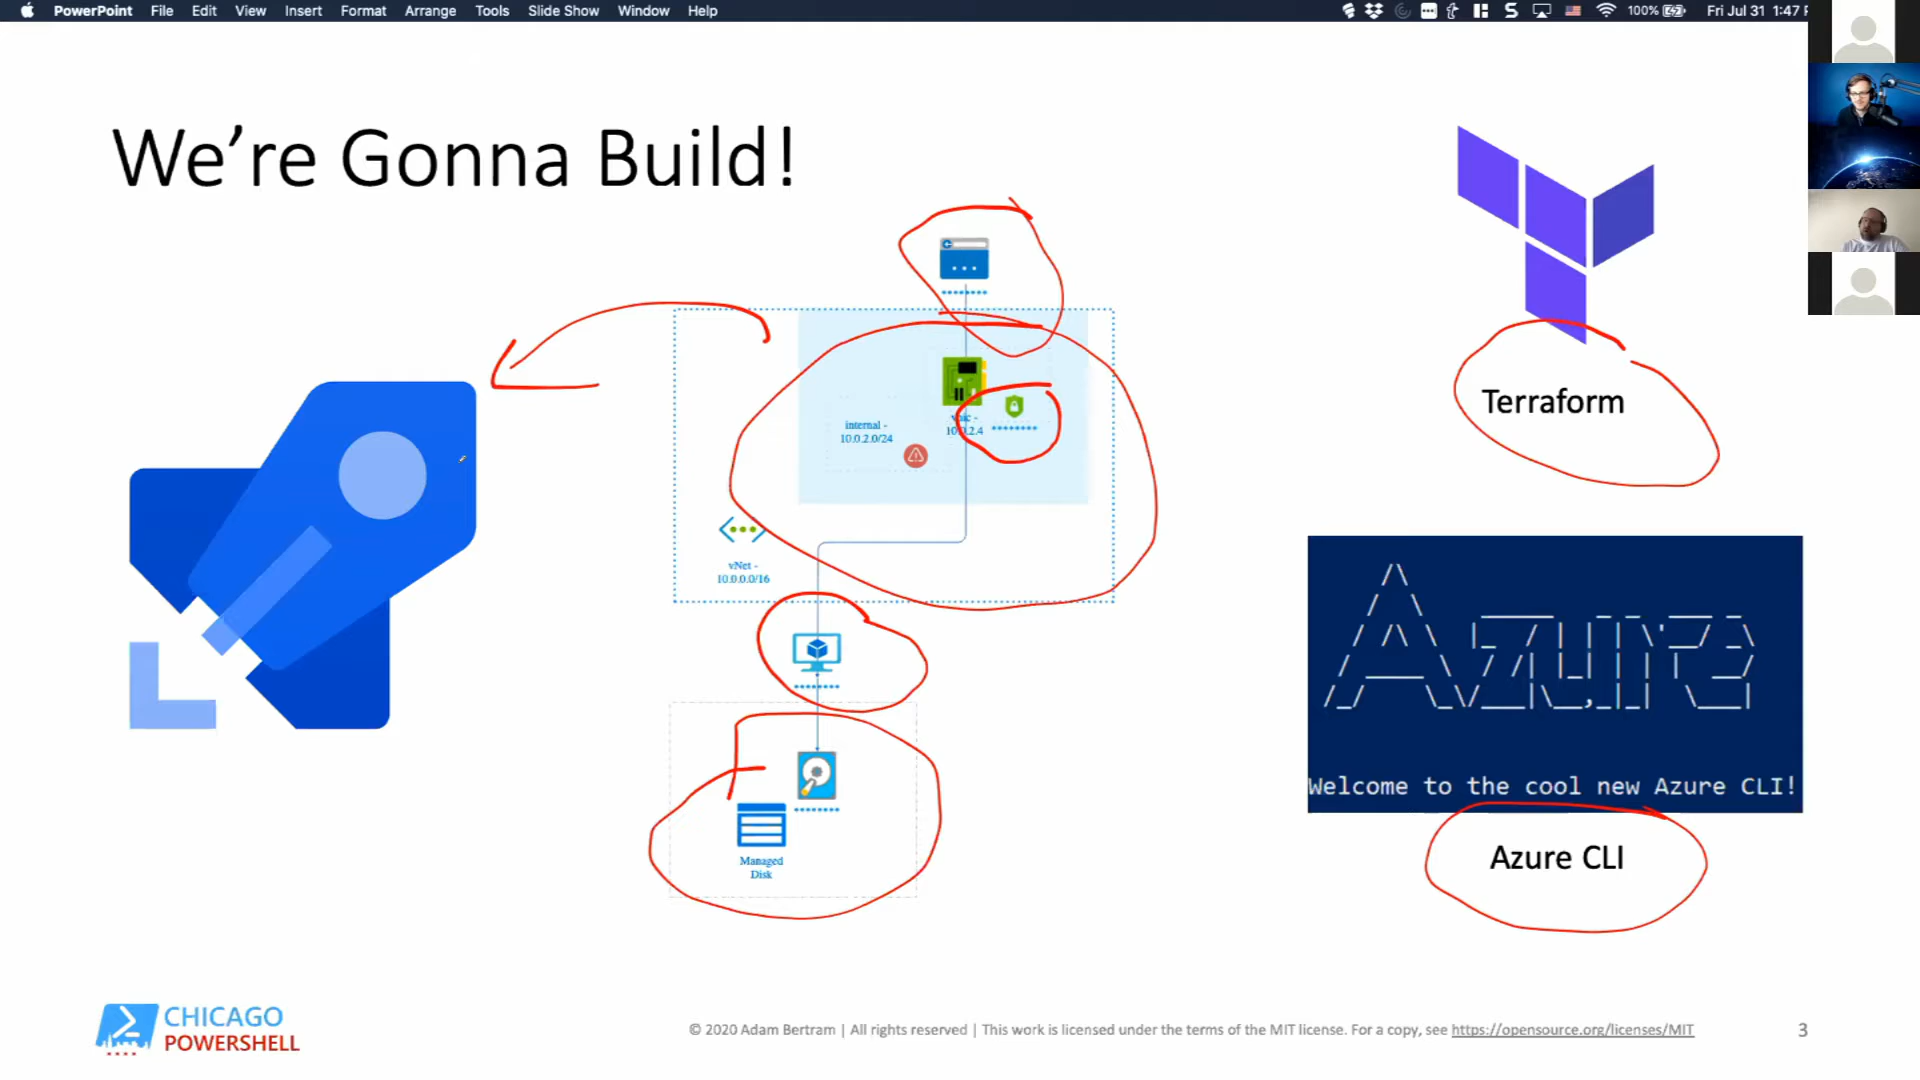 PowerPoint File Edit View Insert Format Arrange Tools Slide Show Window Help
100% Fri Jul 31 1:47
We're Gonna Build!
internal -
10.0.2.0/24
vNet -
10.0.0.0/16
Managed
Disk
Terraform
Azure
Welcome to the cool new Azure CLI!
Azure CLI
CHICAGO
POWERSHELL
© 2020 Adam Bertram | All rights reserved | This work is licensed under the terms of the MIT license. For a copy, see https://opensource.org/licenses/MIT
3